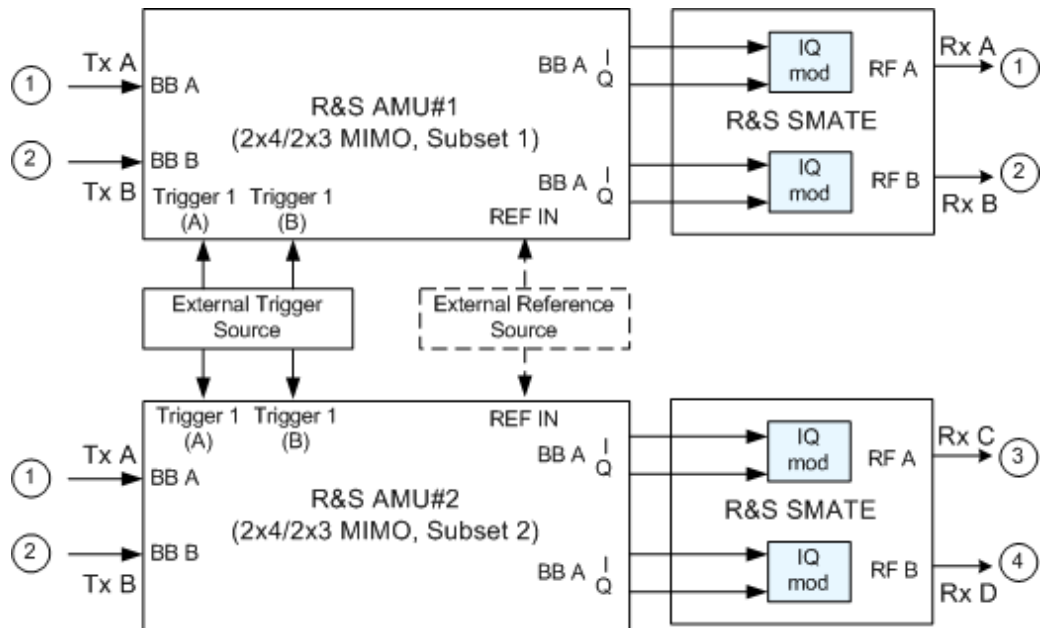 Tx A
1
BB A
2
BB B
Tx B
R&S AMU#1
(2x4/2x3 MIMO, Subset 1)
Trigger 1
(A)
Trigger 1
(B)
REF IN
BB A
I
Q
BB A
I
Q
IQ
mod
RF A
R&S SMATE
IQ
mod
RF B
Rx A
1
2
Rx B
External Trigger
Source
External Reference
Source
Trigger 1
(A)
Trigger 1
(B)
REF IN
Tx A
1
BB A
2
BB B
Tx B
R&S AMU#2
(2x4/2x3 MIMO, Subset 2)
BB A
I
Q
BB A
I
Q
IQ
mod
RF A
R&S SMATE
IQ
mod
RF B
Rx C
3
4
Rx D